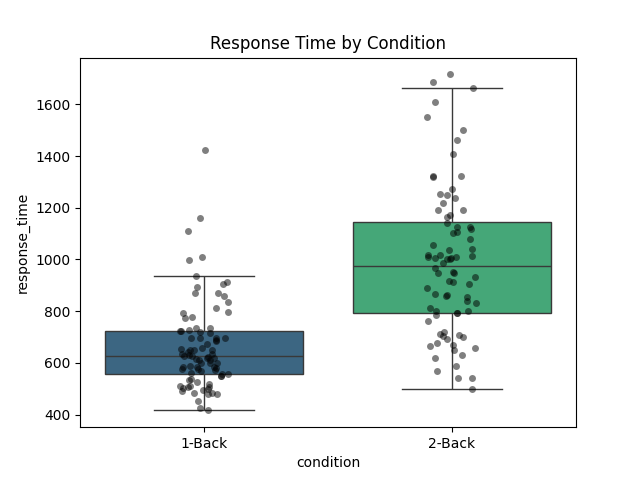 Response Time by Condition
response_time
1600
1400
1200
1000
800
600
400
1-Back
2-Back
condition